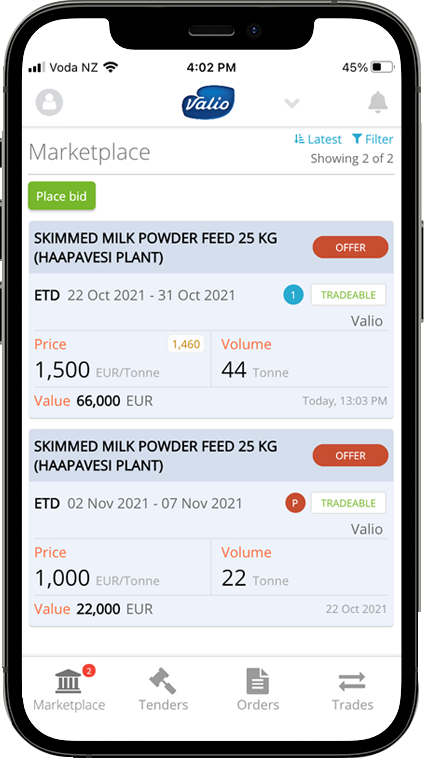 Voda NZ 4:02 PM 45%
Valio
Latest Filter
Marketplace
Showing 2 of 2
Place bid
SKIMMED MILK POWDER FEED 25 KG
(HAAPAVESI PLANT)
OFFER
ETD 22 Oct 2021 - 31 Oct 2021 1 TRADEABLE
Valio
Price 1,460 Volume
1,500 EUR/Tonne 44 Tonne
Value 66,000 EUR Today, 13:03 PM
SKIMMED MILK POWDER FEED 25 KG
(HAAPAVESI PLANT)
OFFER
ETD 02 Nov 2021 - 07 Nov 2021 P TRADEABLE
Valio
Price Volume
1,000 EUR/Tonne 22 Tonne
Value 22,000 EUR 22 Oct 2021
2
Marketplace Tenders Orders Trades